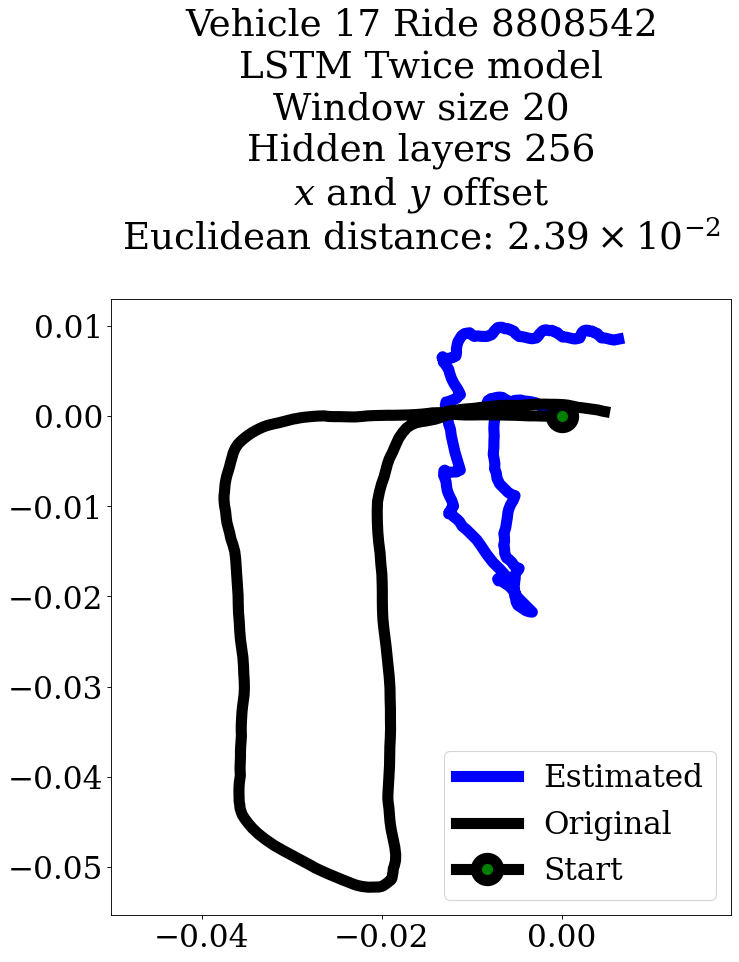 Vehicle 17 Ride 8808542
LSTM Twice model
Window size 20
Hidden layers 256
x and y offset
Euclidean distance: 2.39 × 10⁻²
0.01
0.00
−0.01
−0.02
−0.03
−0.04
−0.05
Estimated
Original
Start
−0.04 −0.02 0.00